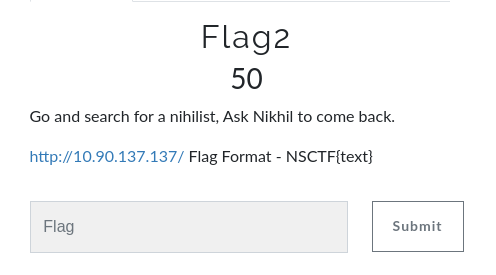 Flag2
50
Go and search for a nihilist, Ask Nikhil to come back.
http://10.90.137.137/ Flag Format - NSCTF{text}
Flag
Submit